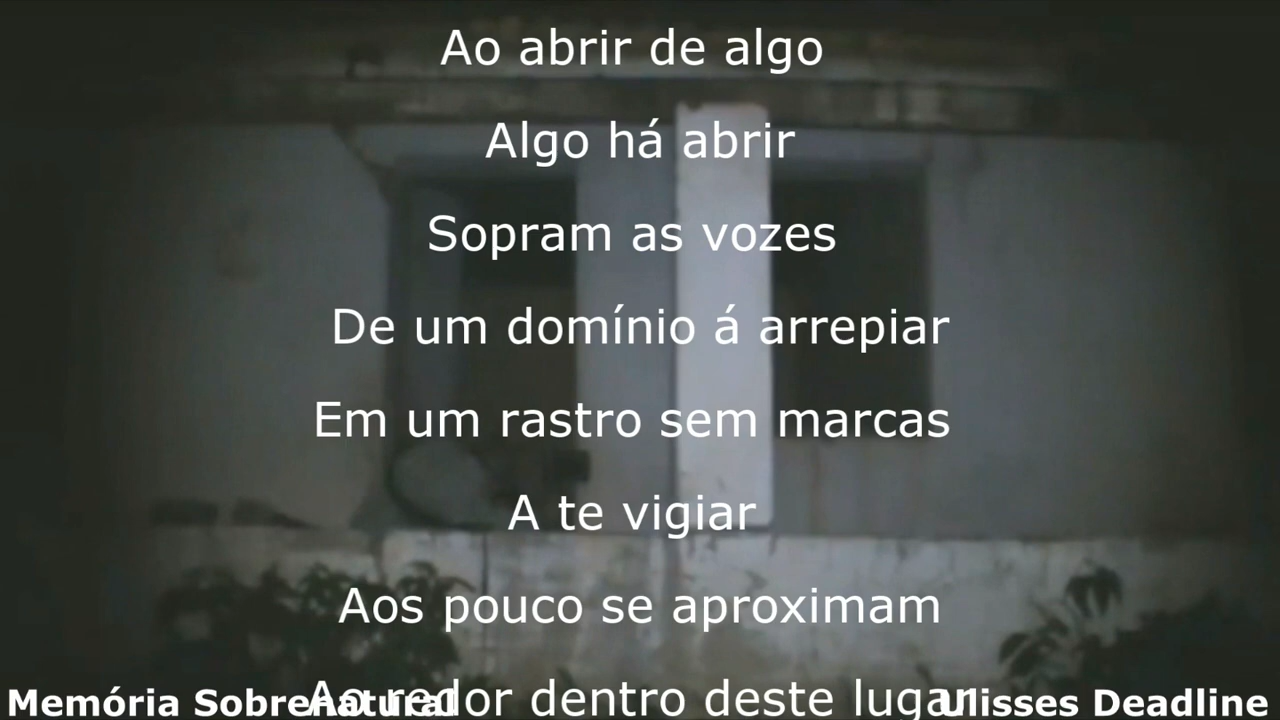 Ao abrir de algo
Algo há abrir
Sopram as vozes
De um domínio á arrepiar
Em um rastro sem marcas
A te vigiar
Aos pouco se aproximam
Ao redor dentro deste lugar
Memória Sobrenatural
Ulisses Deadline